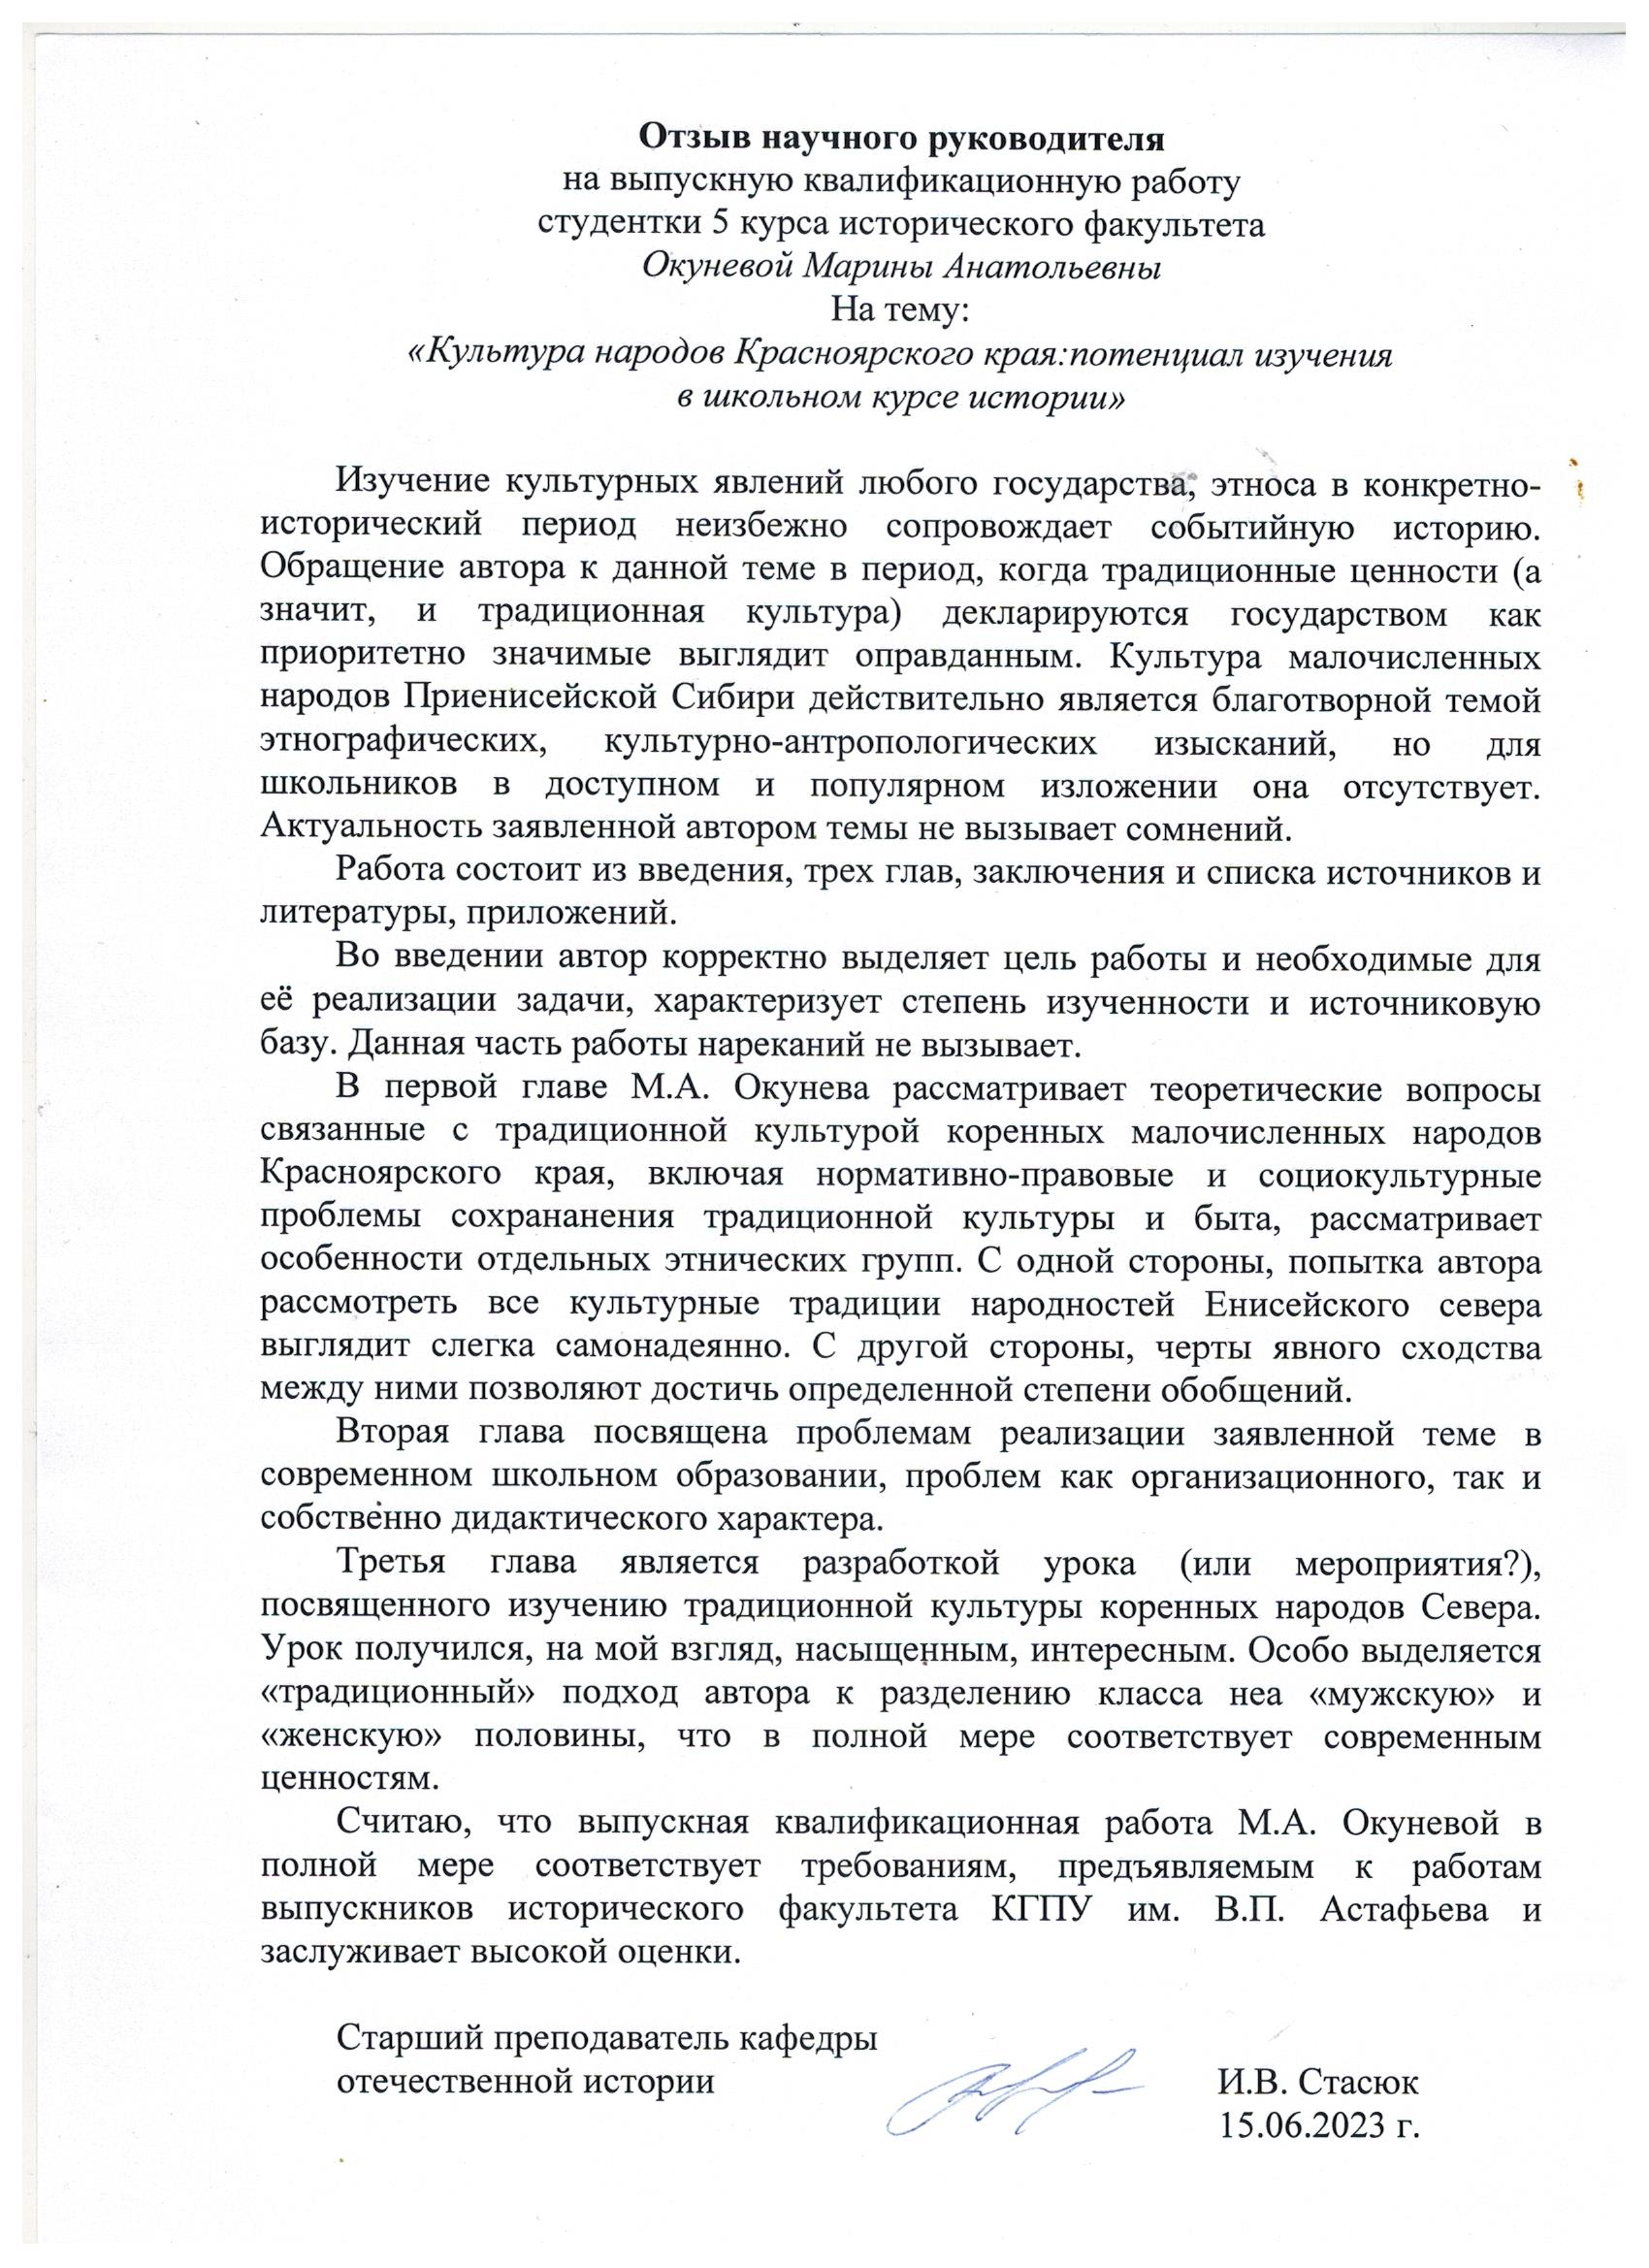 Отзыв научного руководителя
на выпускную квалификационную работу
студентки 5 курса исторического факультета
Окуневой Марины Анатольевны
На тему:
«Культура народов Красноярского края:потенциал изучения
в школьном курсе истории»
Изучение культурных явлений любого государства, этноса в конкретно-
исторический период неизбежно сопровождает событийную историю.
Обращение автора к данной теме в период, когда традиционные ценности (а
значит, и традиционная культура) декларируются государством как
приоритетно значимые выглядит оправданным. Культура малочисленных
народов Приенисейской Сибири действительно является благотворной темой
этнографических, культурно-антропологических изысканий, но для
школьников в доступном и популярном изложении она отсутствует.
Актуальность заявленной автором темы не вызывает сомнений.
Работа состоит из введения, трех глав, заключения и списка источников и
литературы, приложений.
Во введении автор корректно выделяет цель работы и необходимые для
её реализации задачи, характеризует степень изученности и источниковую
базу. Данная часть работы нареканий не вызывает.
В первой главе М.А. Окунева рассматривает теоретические вопросы
связанные с традиционной культурой коренных малочисленных народов
Красноярского края, включая нормативно-правовые и социокультурные
проблемы сохрананения традиционной культуры и быта, рассматривает
особенности отдельных этнических групп. С одной стороны, попытка автора
рассмотреть все культурные традиции народностей Енисейского севера
выглядит слегка самонадеянно. С другой стороны, черты явного сходства
между ними позволяют достичь определенной степени обобщений.
Вторая глава посвящена проблемам реализации заявленной теме в
современном школьном образовании, проблем как организационного, так и
собственно дидактического характера.
Третья глава является разработкой урока (или мероприятия?),
посвященного изучению традиционной культуры коренных народов Севера.
Урок получился, на мой взгляд, насыщенным, интересным. Особо выделяется
«традиционный» подход автора к разделению класса неа «мужскую» и
«женскую» половины, что в полной мере соответствует современным
ценностям.
Считаю, что выпускная квалификационная работа М.А. Окуневой в
полной мере соответствует требованиям, предъявляемым к работам
выпускников исторического факультета КГПУ им. В.П. Астафьева и
заслуживает высокой оценки.
Старший преподаватель кафедры
отечественной истории И.В. Стасюк
15.06.2023 г.